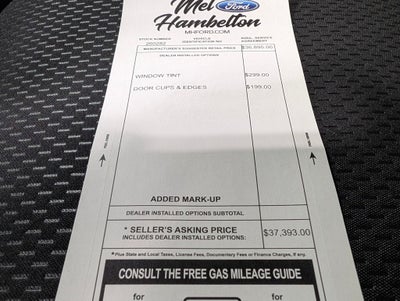 Mel
Ford
Hambelton
MHFORD.COM
STOCK NUMBER VEHICLE IDENTIFICATION NO. ADDL. SERVICE AGREEMENT
MANUFACTURER'S SUGGESTED RETAIL PRICE $36,895.00
DEALER INSTALLED OPTIONS
WINDOW TINT $299.00
DOOR CUPS & EDGES $199.00
ADDED MARK-UP
DEALER INSTALLED OPTIONS SUBTOTAL
* SELLER'S ASKING PRICE $37,393.00
INCLUDES DEALER INSTALLED OPTIONS:
*Plus State and Local Taxes, License Fees, Documentary Fees or Finance Charges, If any.
CONSULT THE FREE GAS MILEAGE GUIDE
for for